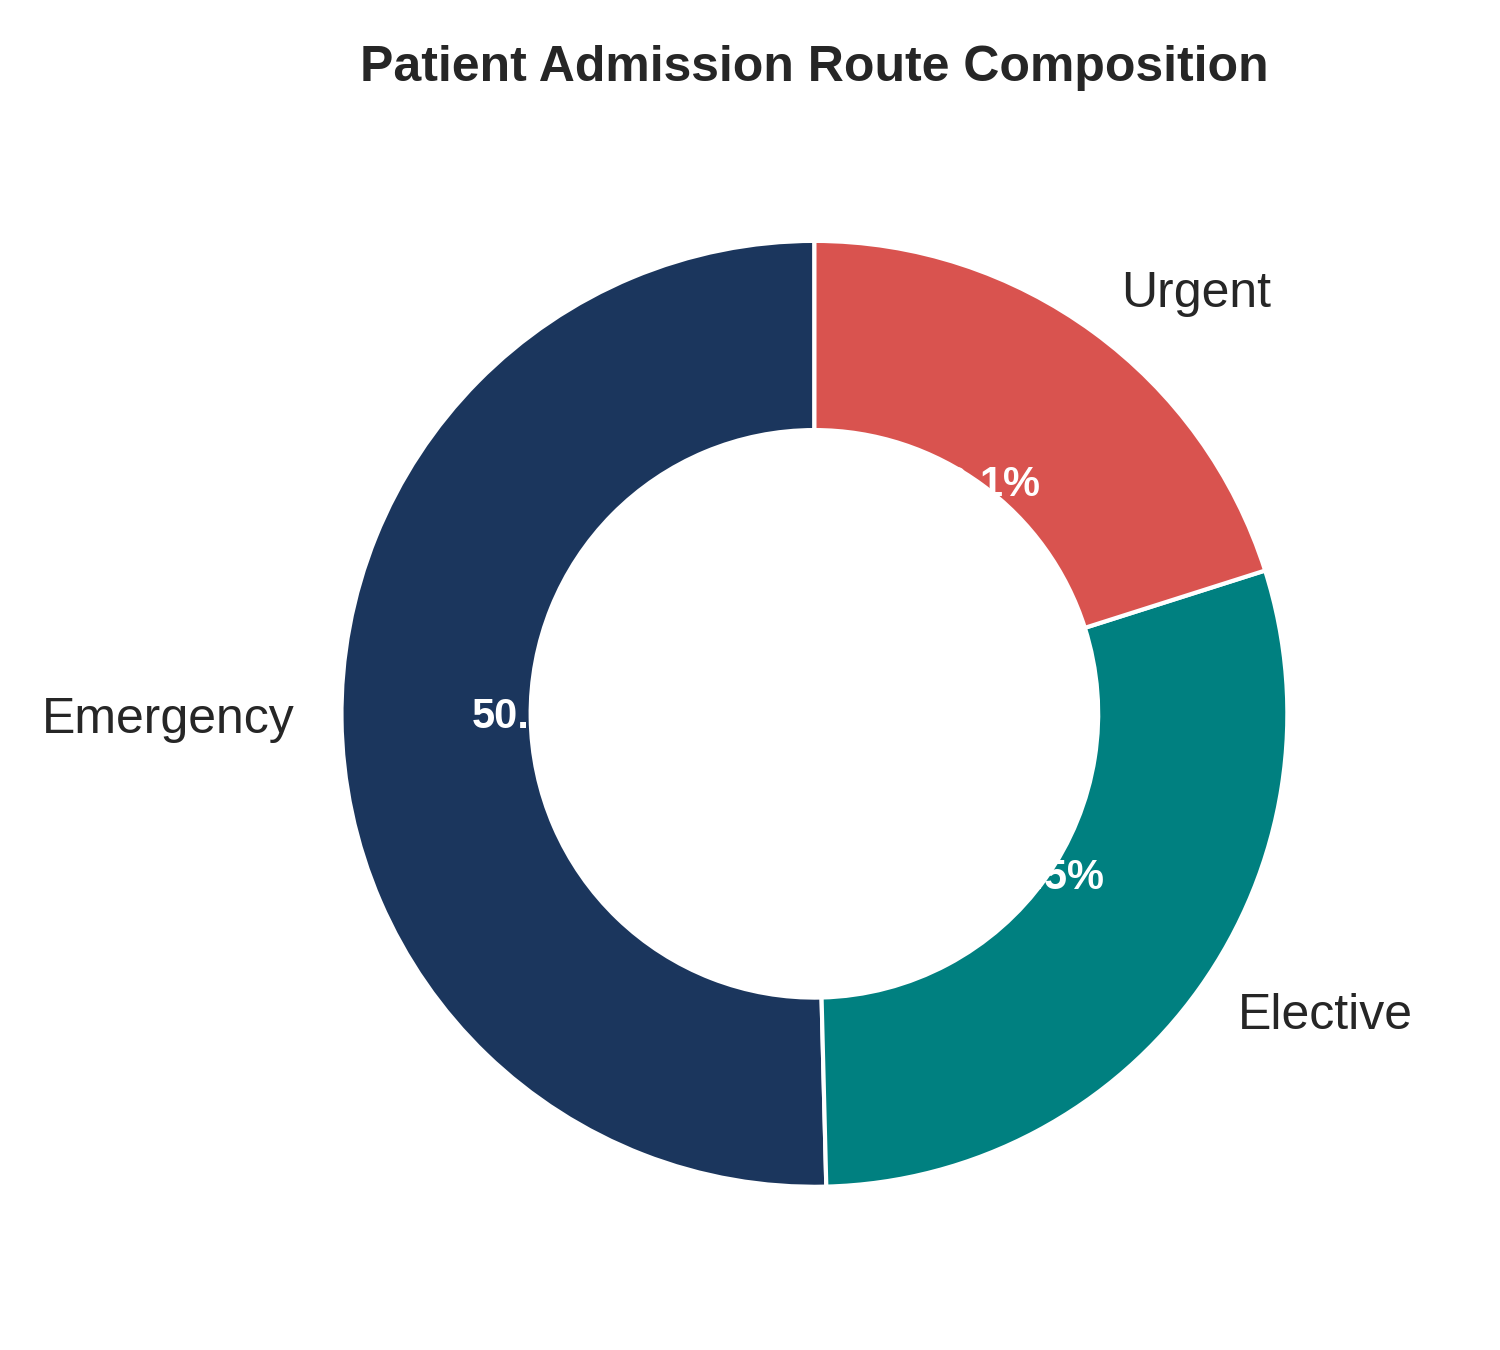 Patient Admission Route Composition
Urgent
1%
Emergency
50.
5%
Elective